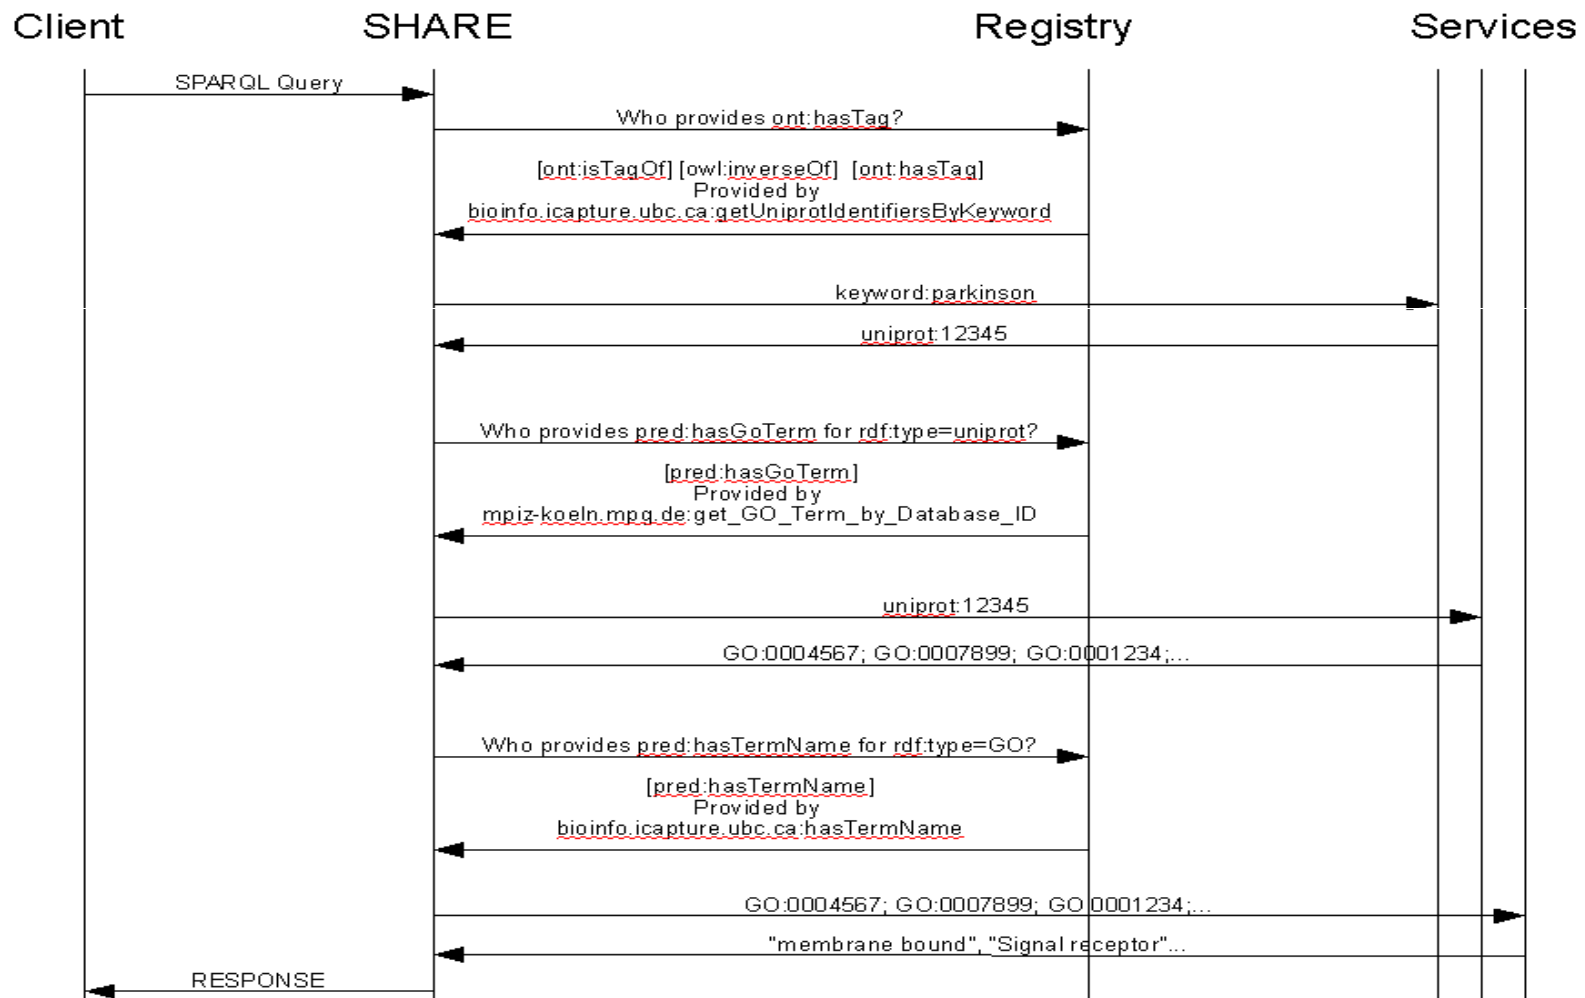 Client SHARE Registry Services
SPARQL Query
Who provides ont:hasTag?
[ont:isTagOf] [owl:inverseOf] [ont:hasTag]
Provided by
bioinfo.icapture.ubc.ca:getUniprotIdentifiersByKeyword
keyword:parkinson
uniprot:12345
Who provides pred:hasGoTerm for rdf:type=uniprot?
[pred:hasGoTerm]
Provided by
mpiz-koeln.mpg.de:get_GO_Term_by_Database_ID
uniprot:12345
GO:0004567; GO:0007899; GO:0001234;...
Who provides pred:hasTermName for rdf:type=GO?
[pred:hasTermName]
Provided by
bioinfo.icapture.ubc.ca:hasTermName
GO:0004567; GO:0007899; GO:0001234;...
"membrane bound", "Signal receptor"...
RESPONSE